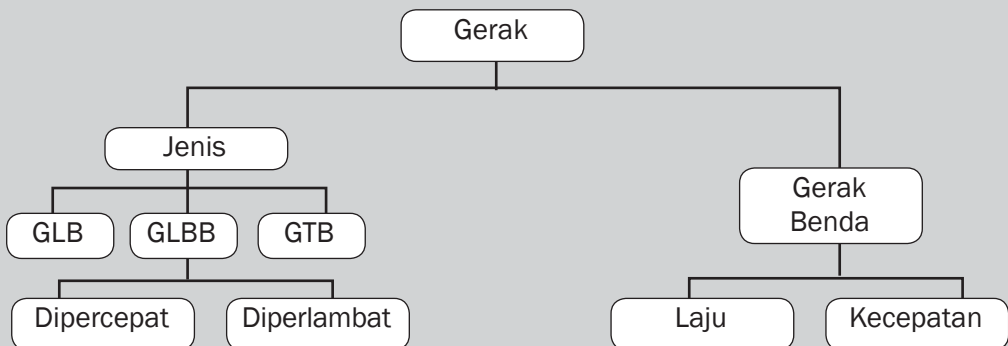 Gerak
Jenis
Gerak
Benda
GLB
GLBB
GTB
Dipercepat
Diperlambat
Laju
Kecepatan